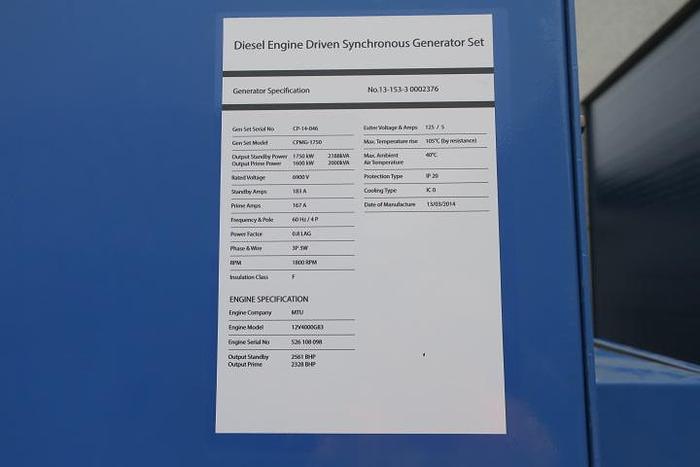 Diesel Engine Driven Synchronous Generator Set
Generator Specification No.13-153-3 0002376
Gen Set Serial No CP-14-046
Gen Set Model CPMG-1750
Output Standby Power 1750 kW 2188kVA
Output Prime Power 1600 kW 2000kVA
Rated Voltage 6900 V
Standby Amps 183 A
Prime Amps 167 A
Frequency & Pole 60 Hz / 4 P
Power Factor 0.8 LAG
Phase & Wire 3P 3W
RPM 1800 RPM
Insulation Class F
Exiter Voltage & Amps 125 / 5
Max. Temperature rise 105℃ (by resistance)
Max. Ambient 40℃
Air Temperature
Protection Type IP 20
Cooling Type IC 0
Date of Manufacture 13/03/2014
ENGINE SPECIFICATION
Engine Company MTU
Engine Model 12V4000G83
Engine Serial No 526 108 098
Output Standby 2561 BHP
Output Prime 2328 BHP